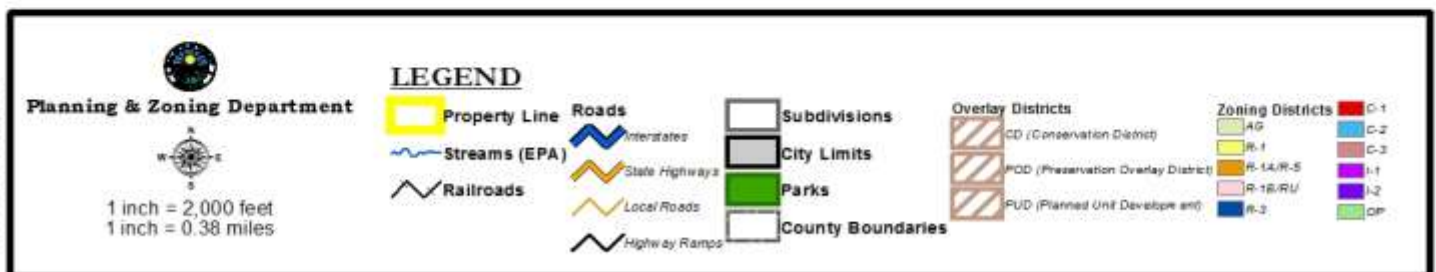 Planning & Zoning Department
N
W
E
S
1 inch = 2,000 feet
1 inch = 0.38 miles
LEGEND
Property Line
Streams (EPA)
Railroads
Roads
Interstates
State Highways
Local Roads
Highway Ramps
Subdivisions
City Limits
Parks
County Boundaries
Overlay Districts
CD (Conservation District)
POD (Preservation Overlay District)
PUD (Planned Unit Development)
Zoning Districts
AG
R-1
R-1A/R-5
R-1B/RU
R-3
C-1
C-2
C-3
I-1
I-2
OP